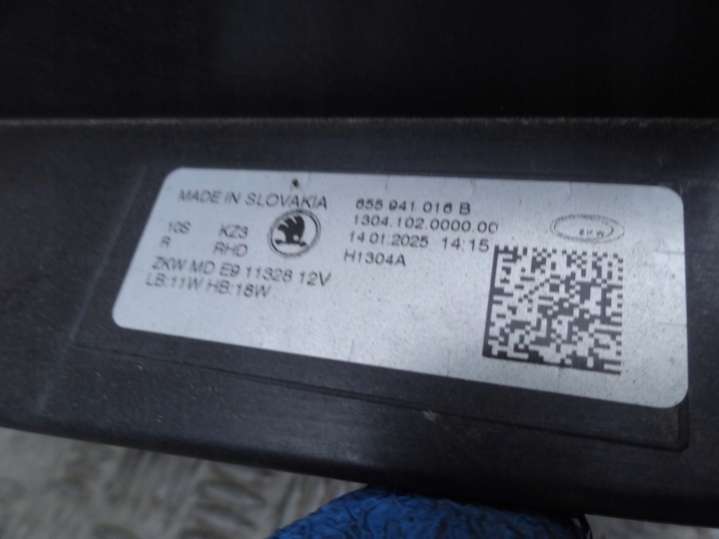 MADE IN SLOVAKIA
10S KZ3
R RHD
ZKW MD E9 11328 12V
LB:11W HB:18W
655 941 016 B
1304.102.0000.00
14.01.2025 14:15
H1304A
ZKW